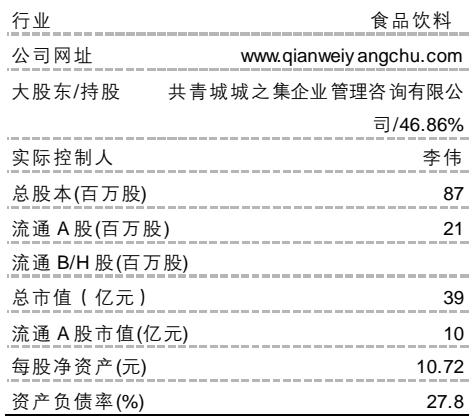 行业 食品饮料
公司网址 www.qianweiyangchu.com
大股东/持股 共青城城之集企业管理咨询有限公
司/46.86%
实际控制人 李伟
总股本(百万股) 87
流通 A 股(百万股) 21
流通 B/H 股(百万股)
总市值（亿元） 39
流通 A 股市值(亿元) 10
每股净资产(元) 10.72
资产负债率(%) 27.8